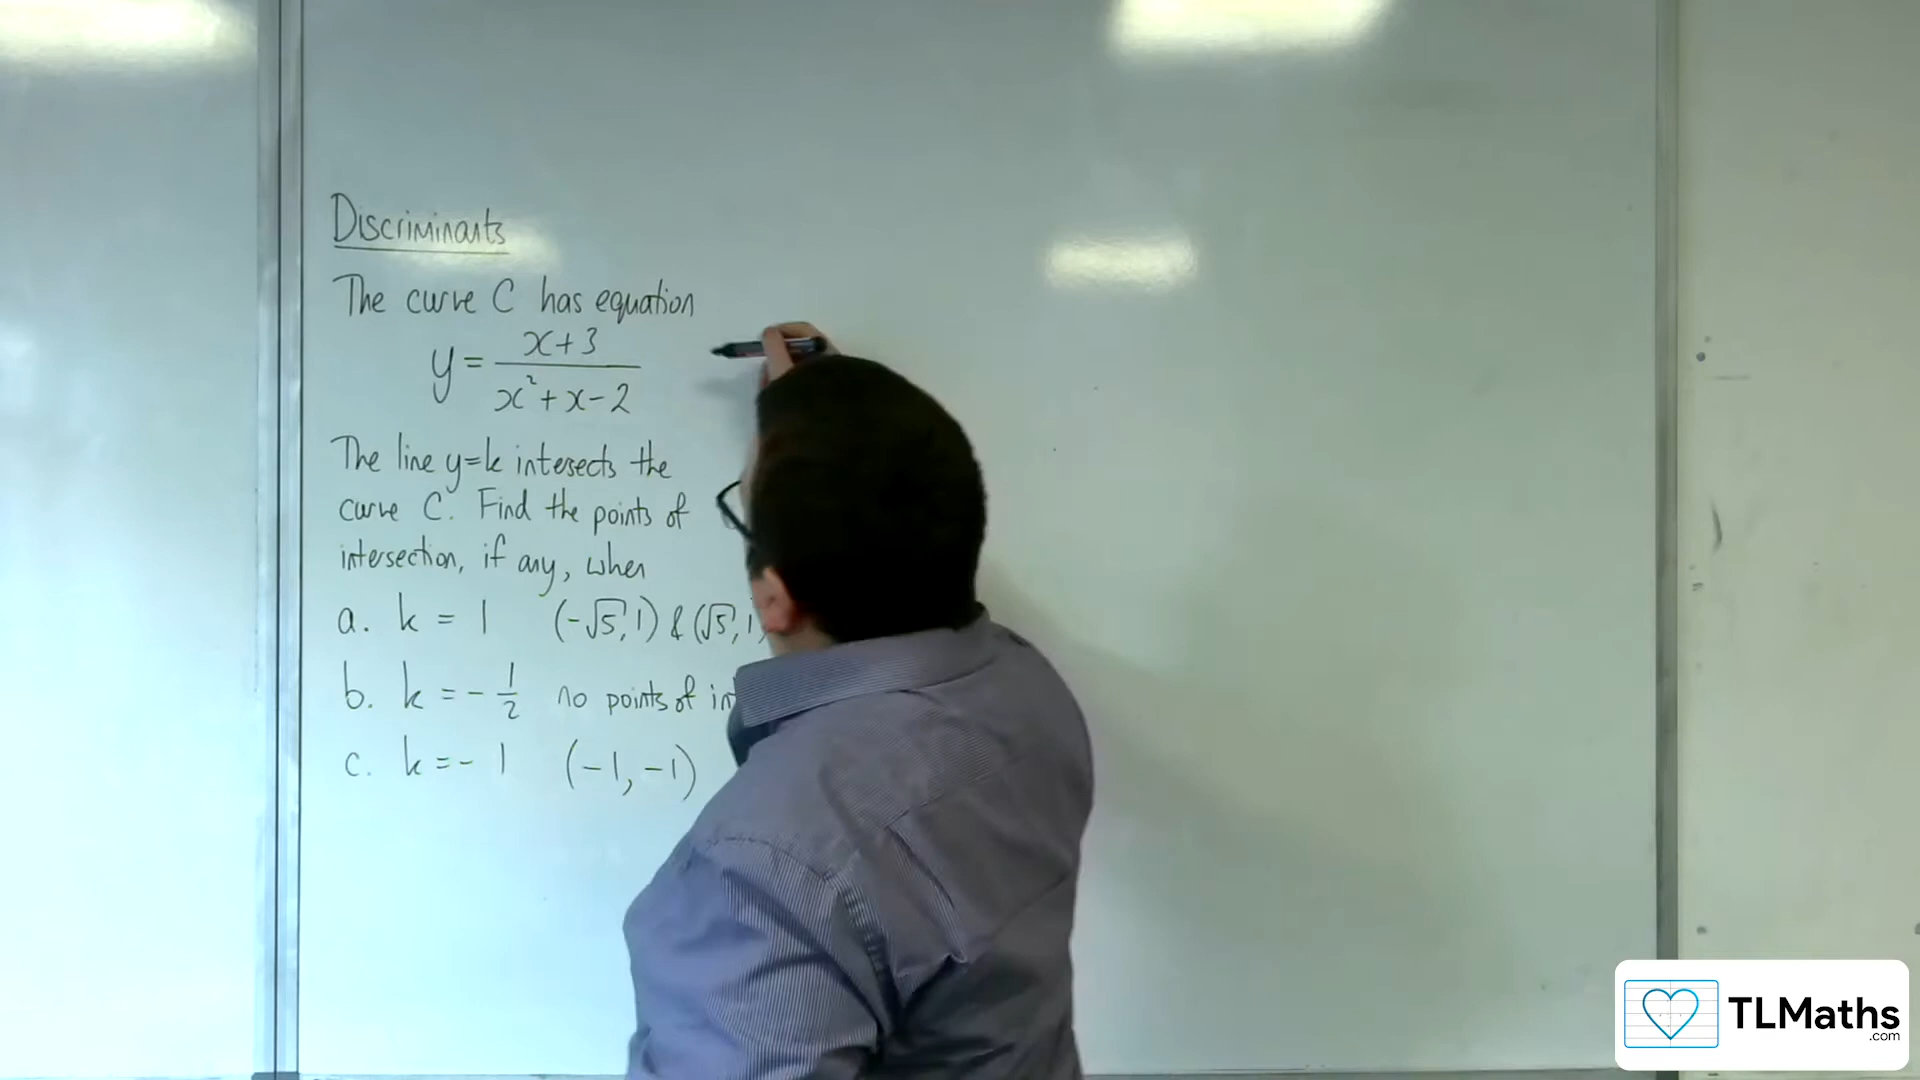 Discriminants
The curve C has equation
y = x+3 / x²+x-2
The line y=k intersects the
curve C. Find the points of
intersection, if any, when
a. k = 1 (-√5, 1) & (√5, 1
b. k = -1/2 no points of in
c. k = -1 (-1, -1)
TLMaths
.com